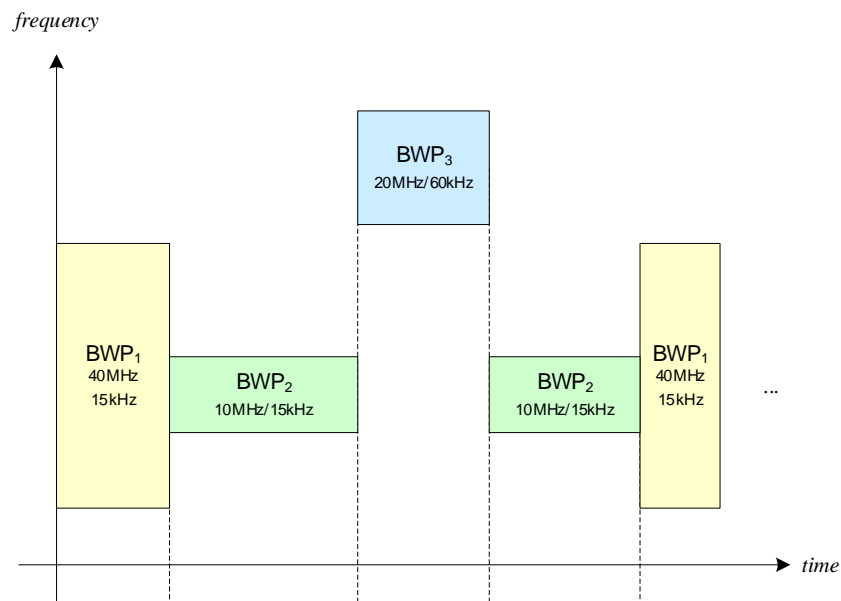 frequency
BWP₃
20MHz/60kHz
BWP₁
40MHz
15kHz
BWP₂
10MHz/15kHz
BWP₂
10MHz/15kHz
BWP₁
40MHz
15kHz
...
time